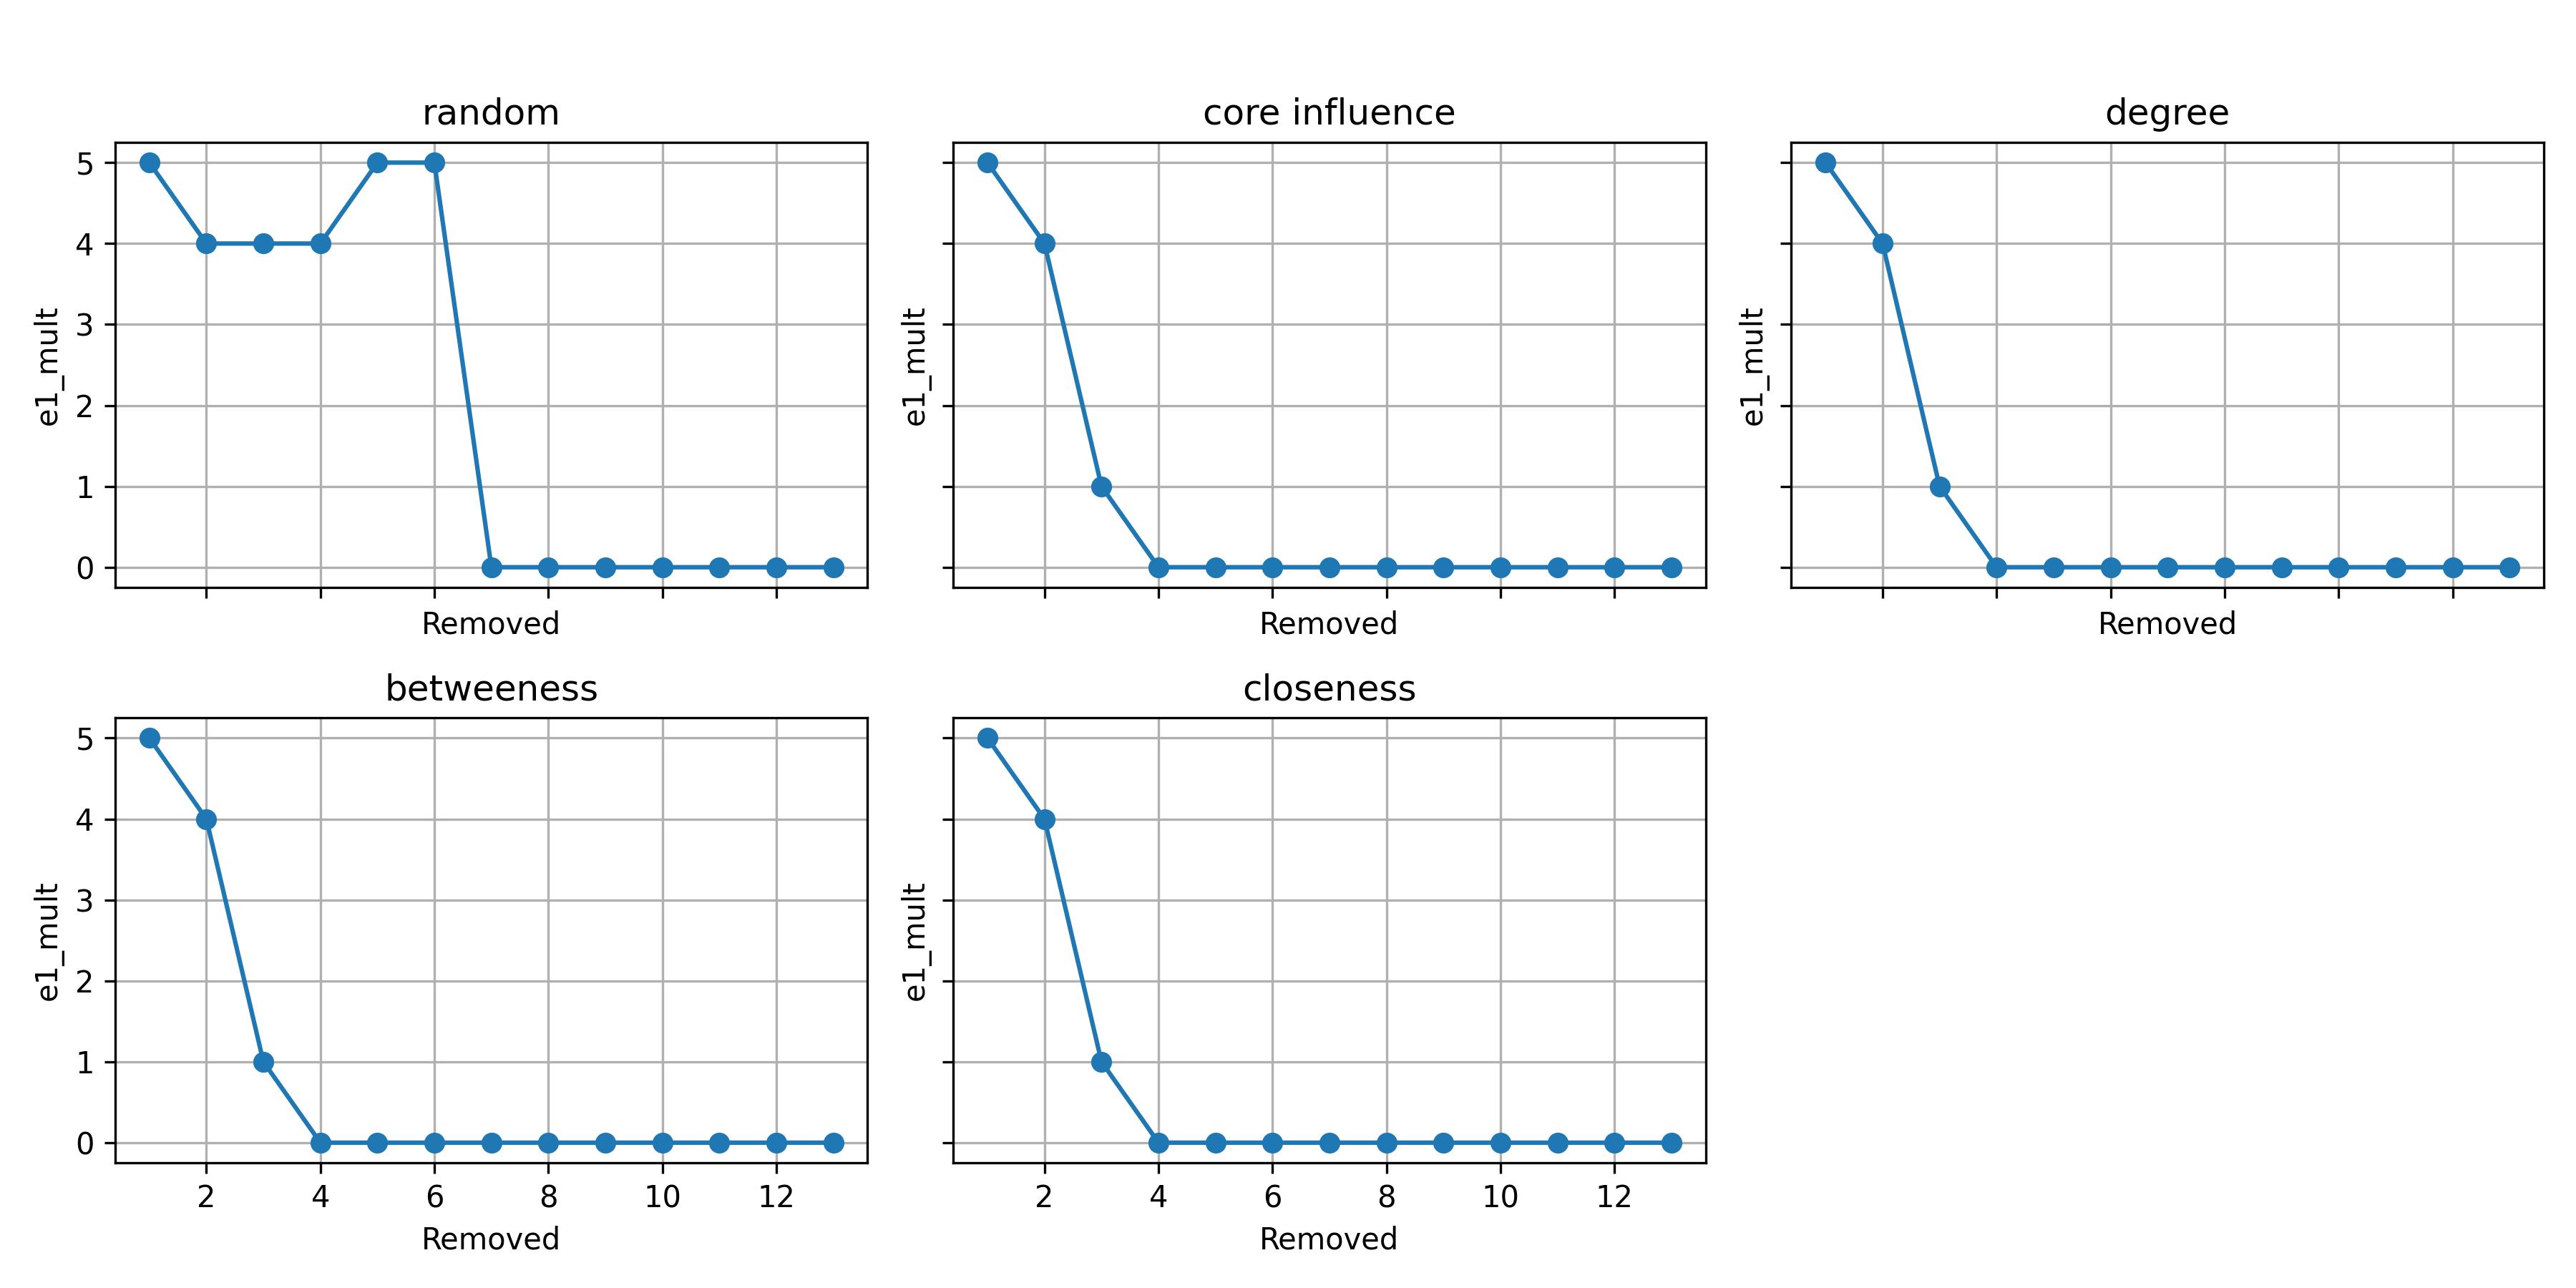 random
5
4
3
2
1
0
e1_mult
Removed
core influence
e1_mult
Removed
degree
e1_mult
Removed
betweeness
5
4
3
2
1
0
e1_mult
2 4 6 8 10 12
Removed
closeness
e1_mult
2 4 6 8 10 12
Removed